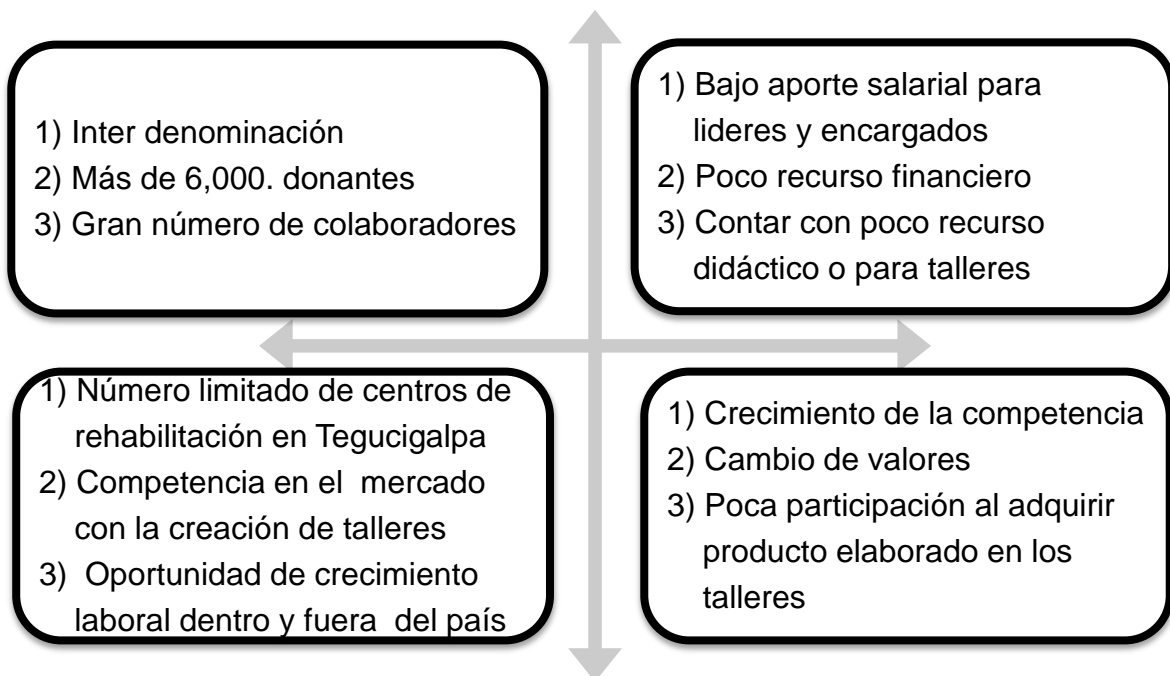 1) Inter denominación
2) Más de 6,000. donantes
3) Gran número de colaboradores
1) Bajo aporte salarial para
lideres y encargados
2) Poco recurso financiero
3) Contar con poco recurso
didáctico o para talleres
1) Número limitado de centros de
rehabilitación en Tegucigalpa
2) Competencia en el mercado
con la creación de talleres
3) Oportunidad de crecimiento
laboral dentro y fuera del país
1) Crecimiento de la competencia
2) Cambio de valores
3) Poca participación al adquirir
producto elaborado en los
talleres